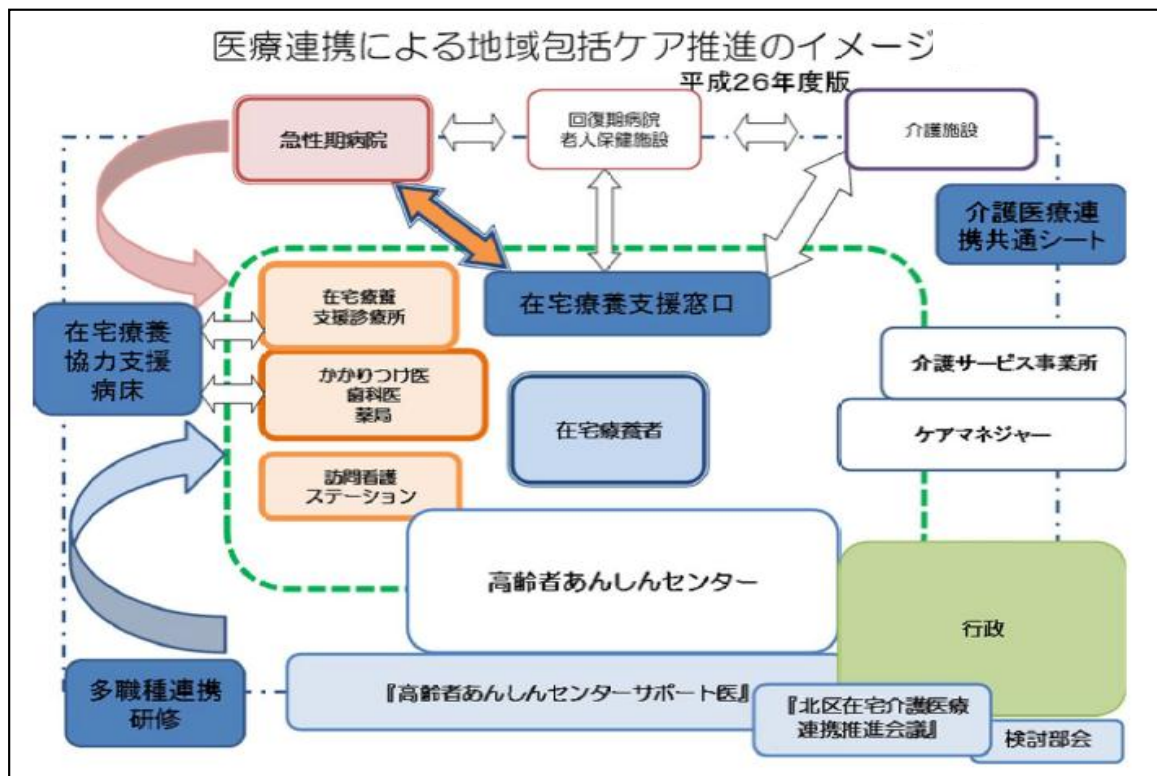 医療連携による地域包括ケア推進のイメージ
平成26年度版
急性期病院
回復期病院
老人保健施設
介護施設
介護医療連
携共通シート
在宅療養
支援診療所
在宅療養支援窓口
在宅療養
協力支援
病床
かかりつけ医
歯科医
薬局
在宅療養者
介護サービス事業所
ケアマネジャー
訪問看護
ステーション
高齢者あんしんセンター
行政
多職種連携
研修
『高齢者あんしんセンターサポート医』
『北区在宅介護医療
連携推進会議』
検討部会